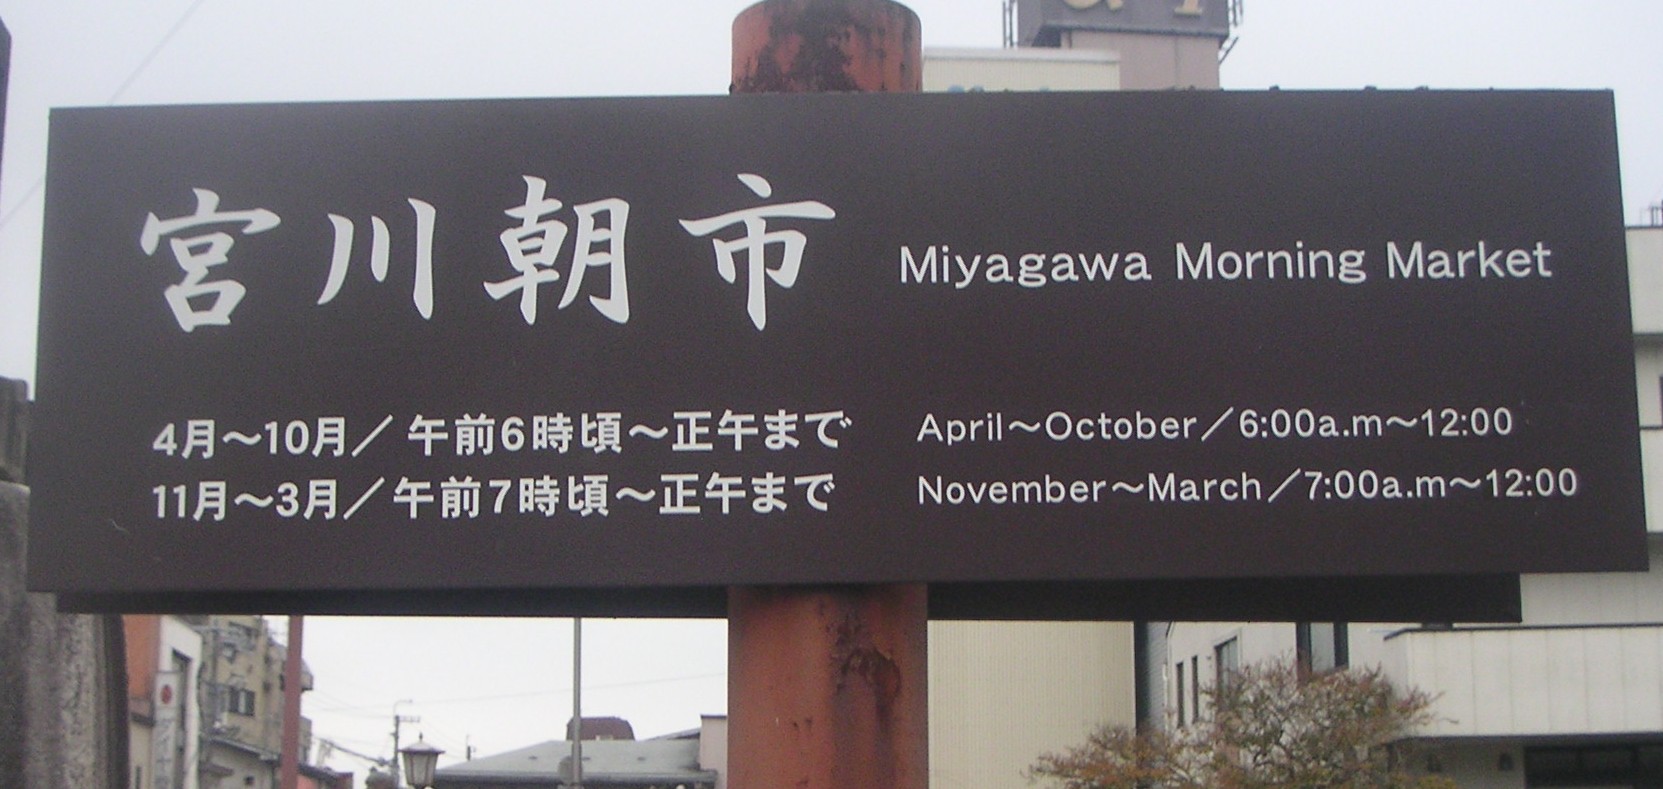 宮川朝市 Miyagawa Morning Market
4月～10月／午前6時頃～正午まで April～October／6:00a.m～12:00
11月～3月／午前7時頃～正午まで November～March／7:00a.m～12:00